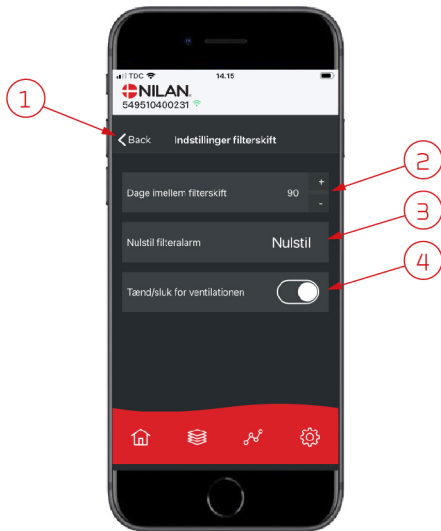 TDC 14.15
NILAN
549510400231
1
Back Indstillinger filterskift
2
Dage imellem filterskift 90 + -
3
Nulstil filteralarm Nulstil
4
Tænd/sluk for ventilationen